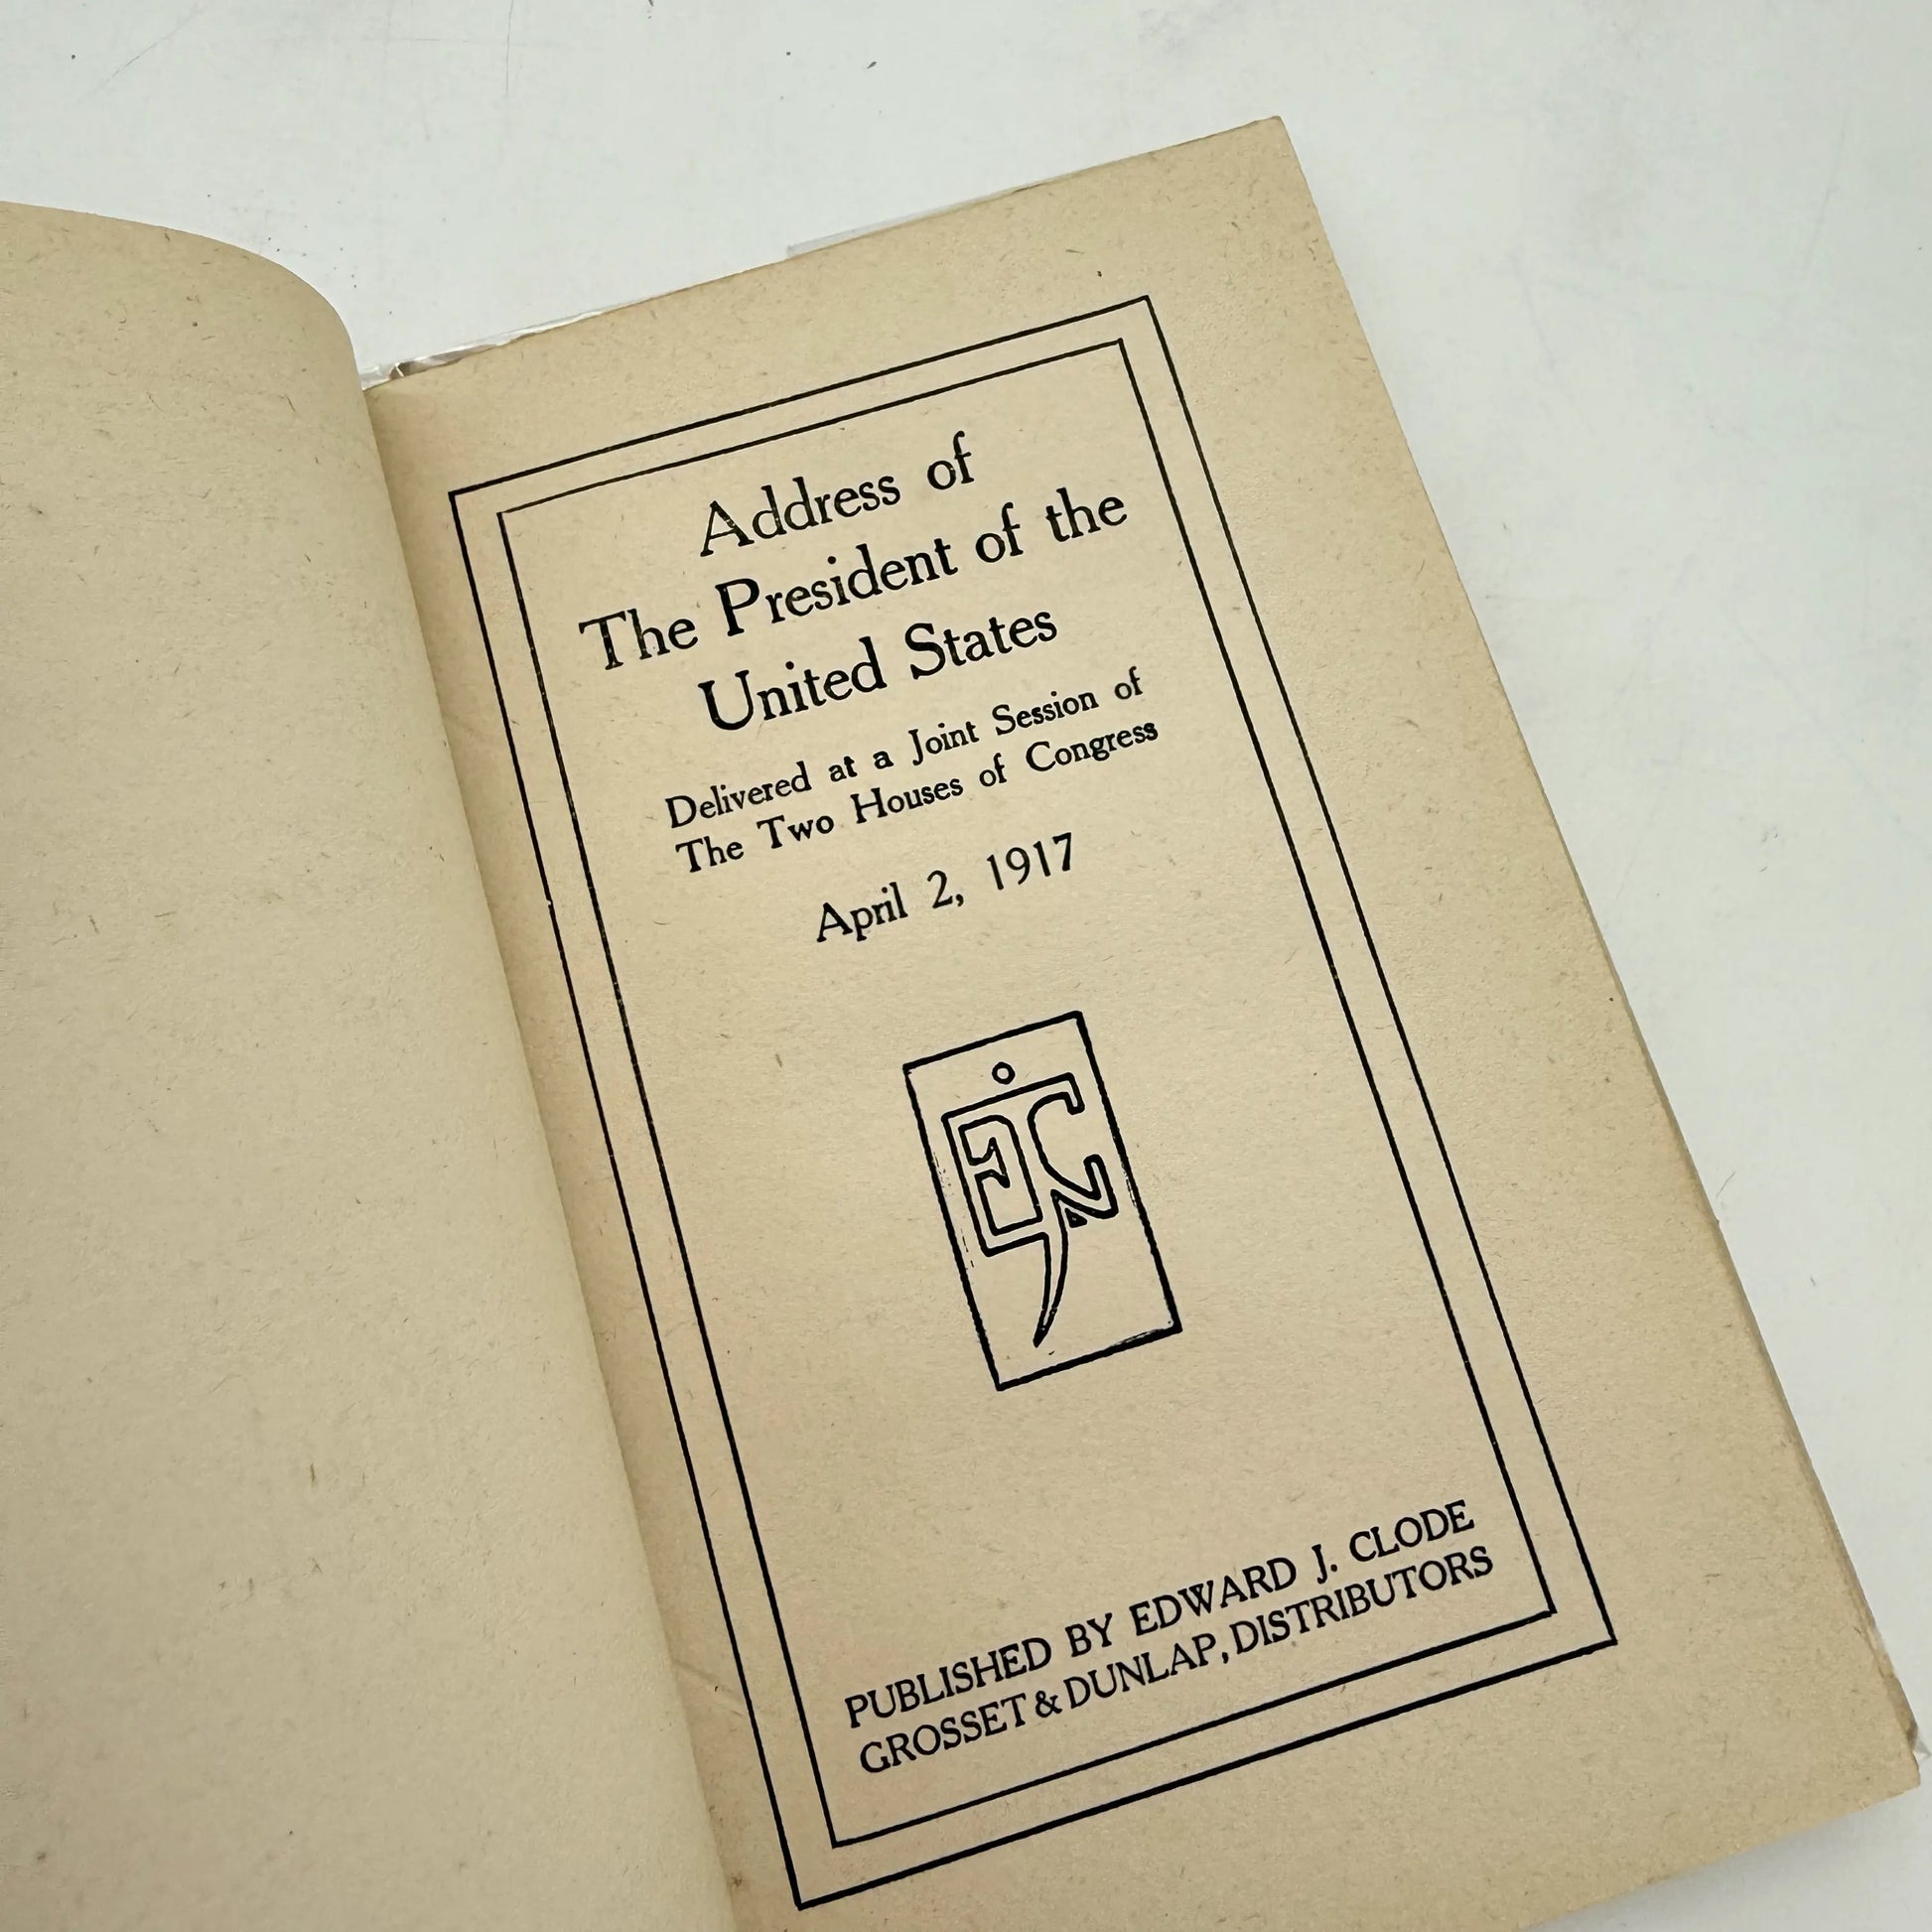 Address of
The President of the
United States
Delivered at a Joint Session of
The Two Houses of Congress
April 2, 1917
EJC
PUBLISHED BY EDWARD J. CLODE
GROSSET & DUNLAP, DISTRIBUTORS